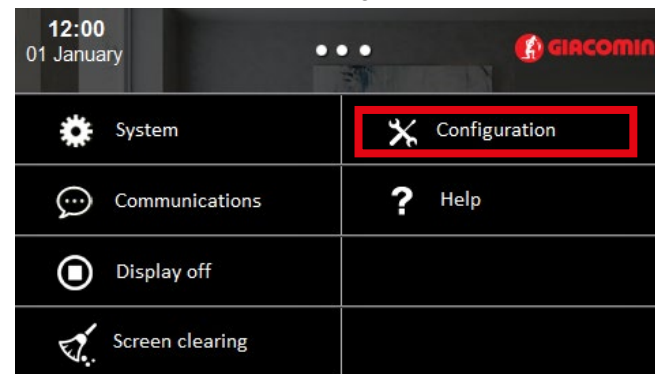 12:00
01 January
GIACOMIN
System
Configuration
Communications
Help
Display off
Screen clearing